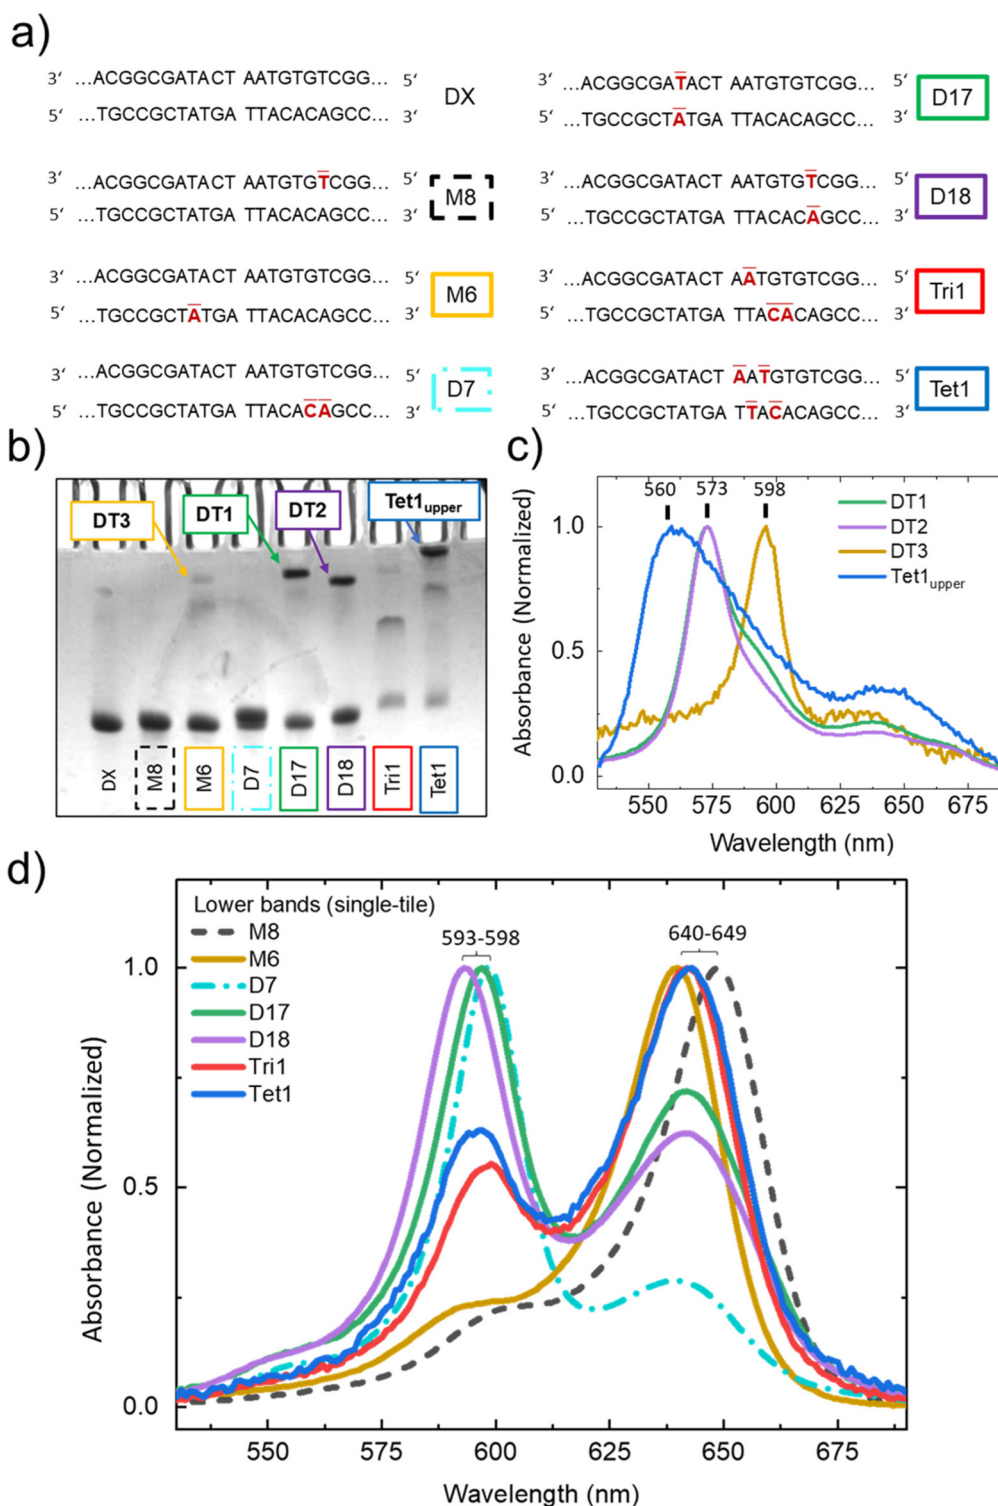 a)
3‘ ...ACGGCGATACT AATGTGTCGG... 5‘
5‘ ...TGCCGCTATGA TTACACAGCC... 3‘
DX
3‘ ...ACGGCGATACT AATGTGTCGG... 5‘
5‘ ...TGCCGCTATGA TTACACAGCC... 3‘
D17
3‘ ...ACGGCGATACT AATGTGTCGG... 5‘
5‘ ...TGCCGCTATGA TTACACAGCC... 3‘
M8
3‘ ...ACGGCGATACT AATGTGTCGG... 5‘
5‘ ...TGCCGCTATGA TTACACAGCC... 3‘
D18
3‘ ...ACGGCGATACT AATGTGTCGG... 5‘
5‘ ...TGCCGCTATGA TTACACAGCC... 3‘
M6
3‘ ...ACGGCGATACT AATGTGTCGG... 5‘
5‘ ...TGCCGCTATGA TTACACAGCC... 3‘
Tri1
3‘ ...ACGGCGATACT AATGTGTCGG... 5‘
5‘ ...TGCCGCTATGA TTACACAGCC... 3‘
D7
3‘ ...ACGGCGATACT AATGTGTCGG... 5‘
5‘ ...TGCCGCTATGA TTACACAGCC... 3‘
Tet1
b)
DT3
DT1
DT2
Tet1upper
DX
M8
M6
D7
D17
D18
Tri1
Tet1
c)
560 573 598
DT1
DT2
DT3
Tet1upper
1.0
0.5
0.0
Absorbance (Normalized)
550 575 600 625 650 675
Wavelength (nm)
d)
Lower bands (single-tile)
M8
M6
D7
D17
D18
Tri1
Tet1
593-598
640-649
1.0
0.5
0.0
Absorbance (Normalized)
550 575 600 625 650 675
Wavelength (nm)